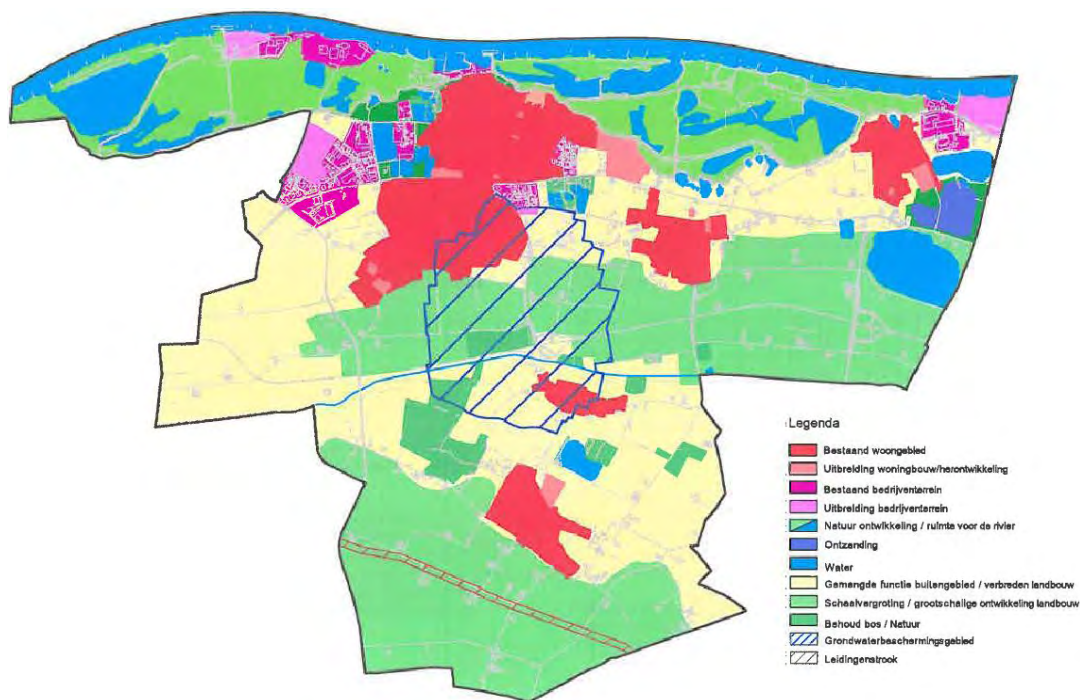 Legenda
Bestaand woongebied
Uitbreiding woningbouw/herontwikkeling
Bestaand bedrijventerrein
Uitbreiding bedrijventerrein
Natuur ontwikkeling / ruimte voor de rivier
Ontzanding
Water
Gemengde functie buitengebied / verbreden landbouw
Schaalvergroting / grootschalige ontwikkeling landbouw
Behoud bos / Natuur
Grondwaterbeschermingsgebied
Leidingenstrook